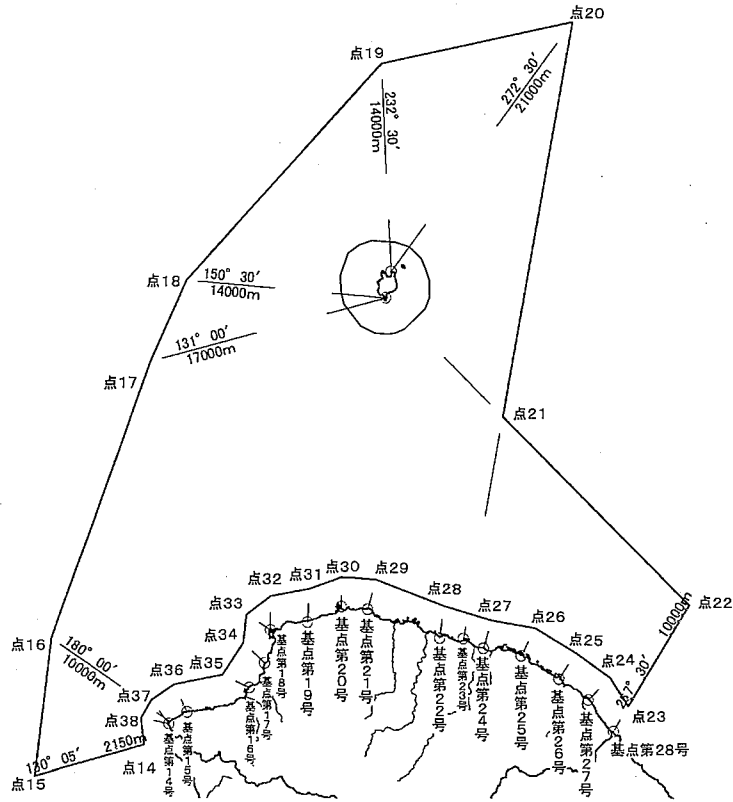 点20
点19
272° 30′
21000m
232° 30′
14000m
点18
150° 30′
14000m
131° 00′
17000m
点17
点21
点32
点31
点30
点29
点28
点27
点26
点25
点24
点22
10000m
267° 30′
点23
点33
点34
点35
点36
点37
点38
点16
180° 00′
10000m
130° 05′
2150m
点15
点14
基点第14号
基点第15号
基点第16号
基点第17号
基点第18号
基点第19号
基点第20号
基点第21号
基点第22号
基点第23号
基点第24号
基点第25号
基点第26号
基点第27号
基点第28号